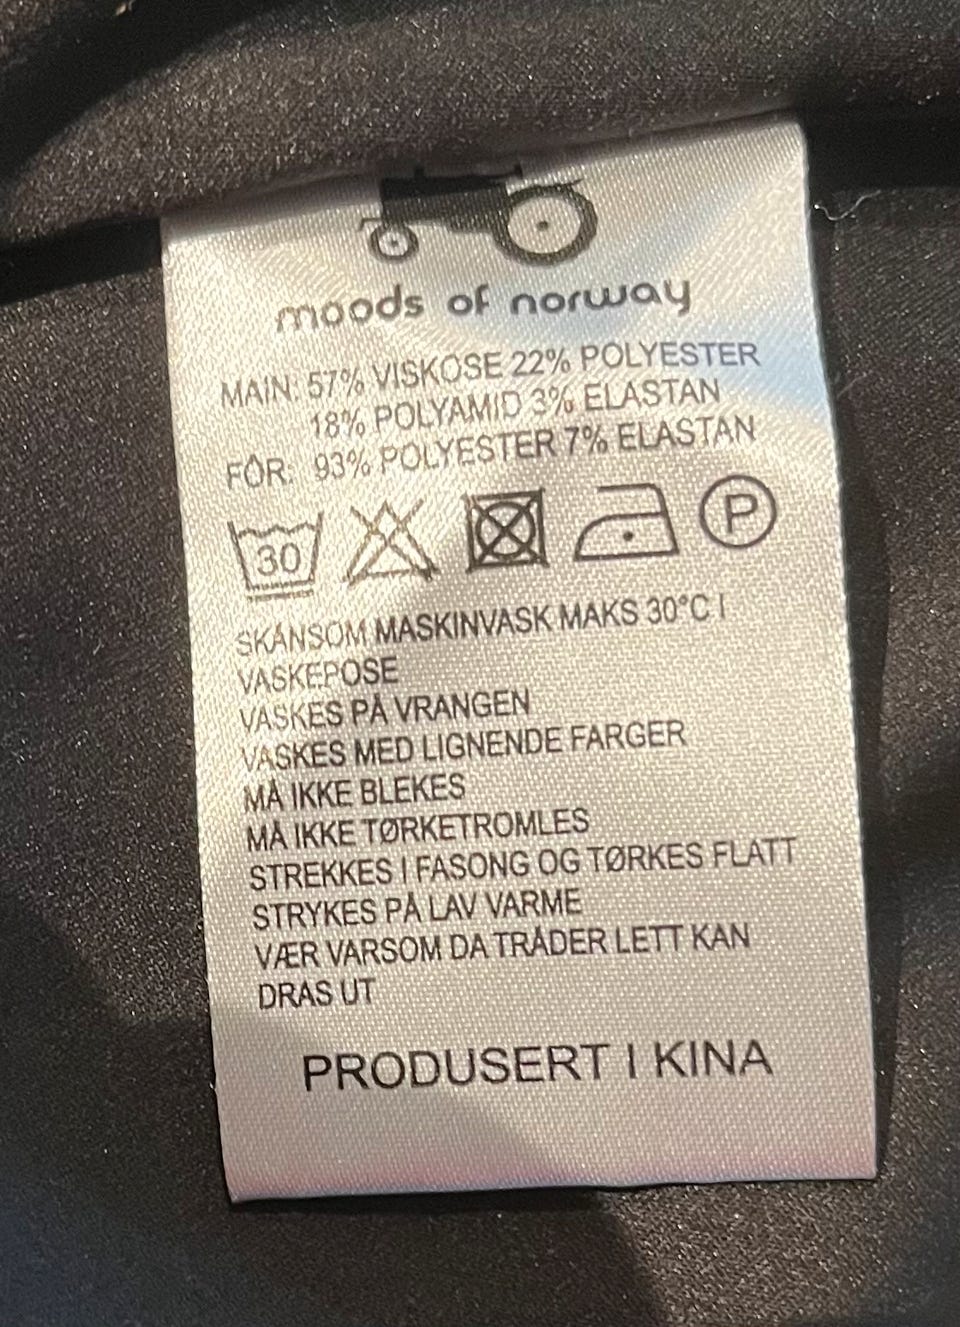 moods of norway
MAIN: 57% VISKOSE 22% POLYESTER
18% POLYAMID 3% ELASTAN
FÔR: 93% POLYESTER 7% ELASTAN
30 P
SKÅNSOM MASKINVASK MAKS 30°C I
VASKEPOSE
VASKES PÅ VRANGEN
VASKES MED LIGNENDE FARGER
MÅ IKKE BLEKES
MÅ IKKE TØRKETROMLES
STREKKES I FASONG OG TØRKES FLATT
STRYKES PÅ LAV VARME
VÆR VARSOM DA TRÅDER LETT KAN
DRAS UT
PRODUSERT I KINA